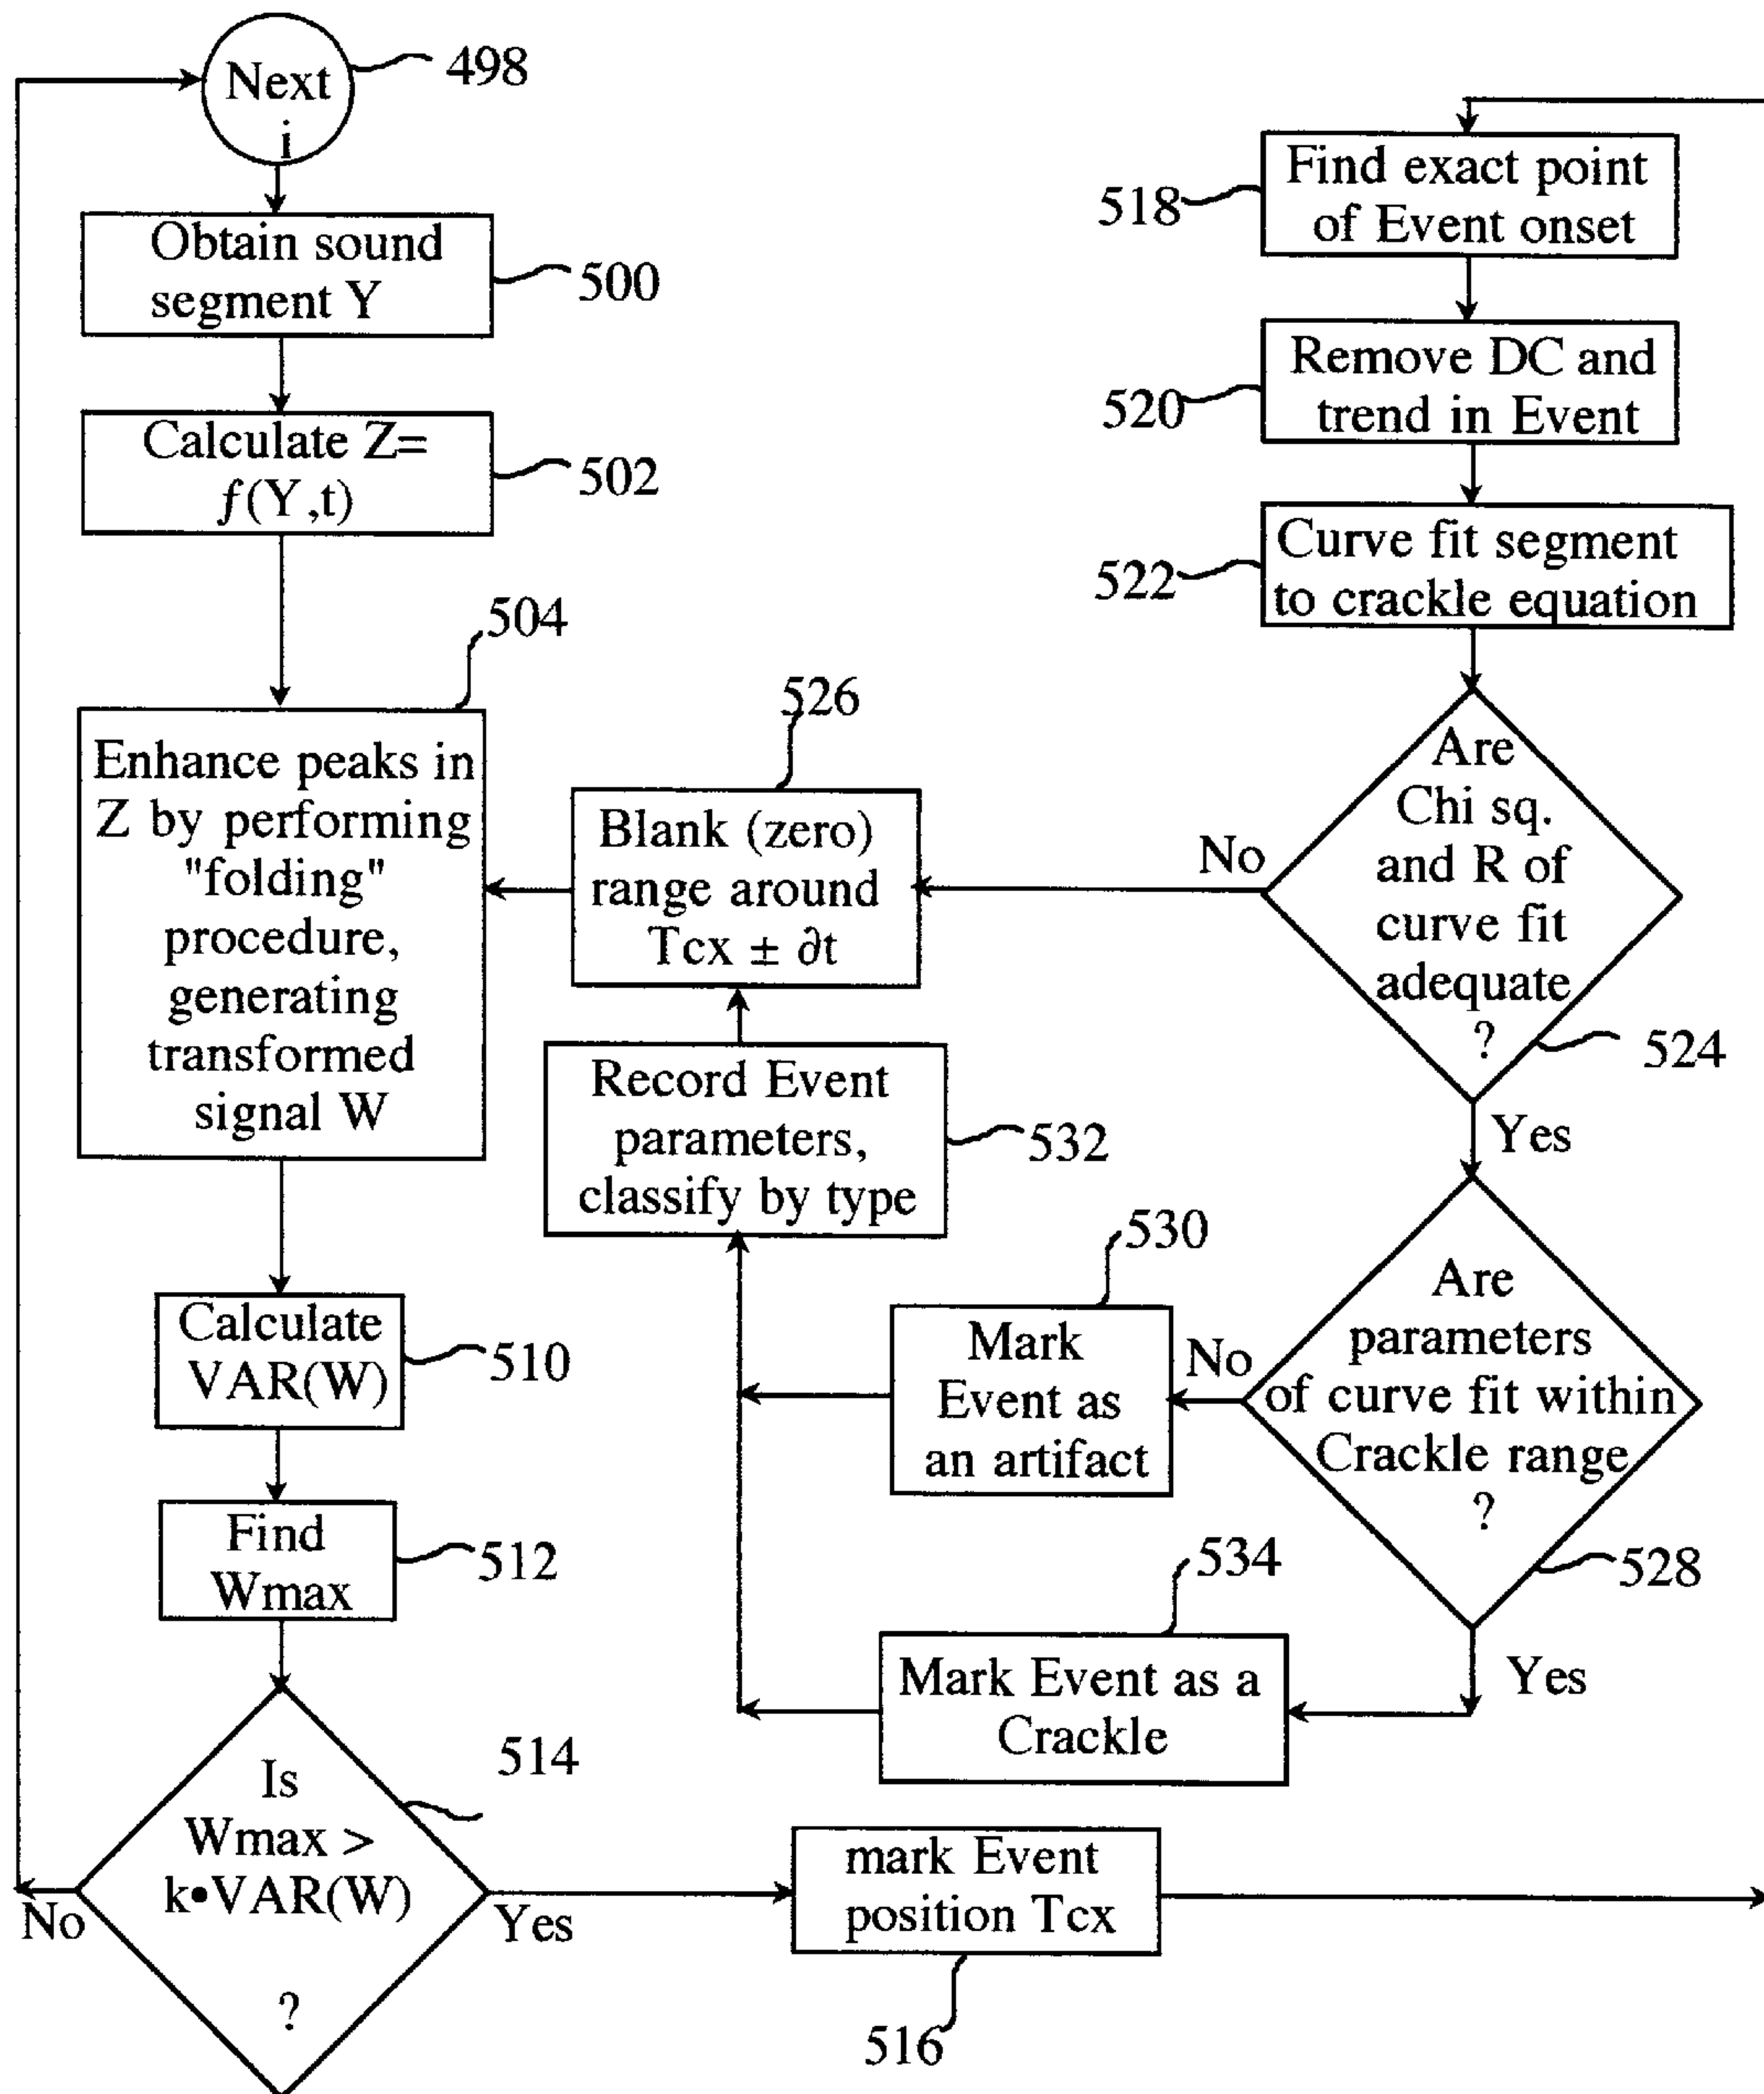 Next
i
498
Obtain sound
segment Y
500
Calculate Z=
f(Y,t)
502
504
Enhance peaks in
Z by performing
"folding"
procedure,
generating
transformed
signal W
Calculate
VAR(W)
510
Find
Wmax
512
Is
Wmax >
k•VAR(W)
?
514
No
Yes
mark Event
position Tcx
516
Find exact point
of Event onset
518
Remove DC and
trend in Event
520
Curve fit segment
to crackle equation
522
Are
Chi sq.
and R of
curve fit
adequate
?
524
No
Yes
526
Blank (zero)
range around
Tcx ± ∂t
Record Event
parameters,
classify by type
532
Are
parameters
of curve fit within
Crackle range
?
528
No
Yes
530
Mark
Event as
an artifact
534
Mark Event as a
Crackle